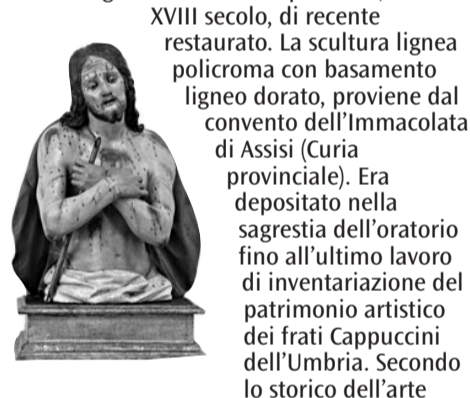 XVIII secolo, di recente
restaurato. La scultura lignea
policroma con basamento
ligneo dorato, proviene dal
convento dell’Immacolata
di Assisi (Curia
provinciale). Era
depositato nella
sagrestia dell’oratorio
fino all’ultimo lavoro
di inventariazione del
patrimonio artistico
dei frati Cappuccini
dell’Umbria. Secondo
lo storico dell’arte